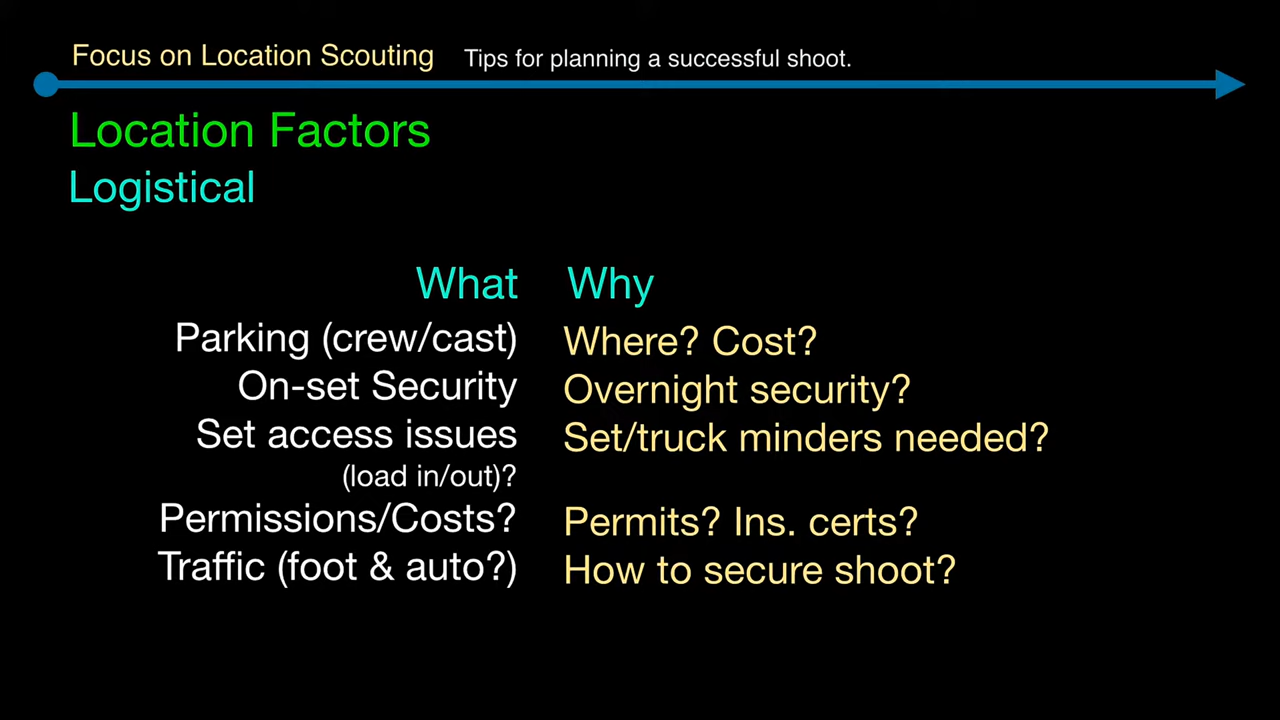 Focus on Location Scouting Tips for planning a successful shoot.
Location Factors
Logistical
What Why
Parking (crew/cast) Where? Cost?
On-set Security Overnight security?
Set access issues Set/truck minders needed?
(load in/out)?
Permissions/Costs? Permits? Ins. certs?
Traffic (foot & auto?) How to secure shoot?